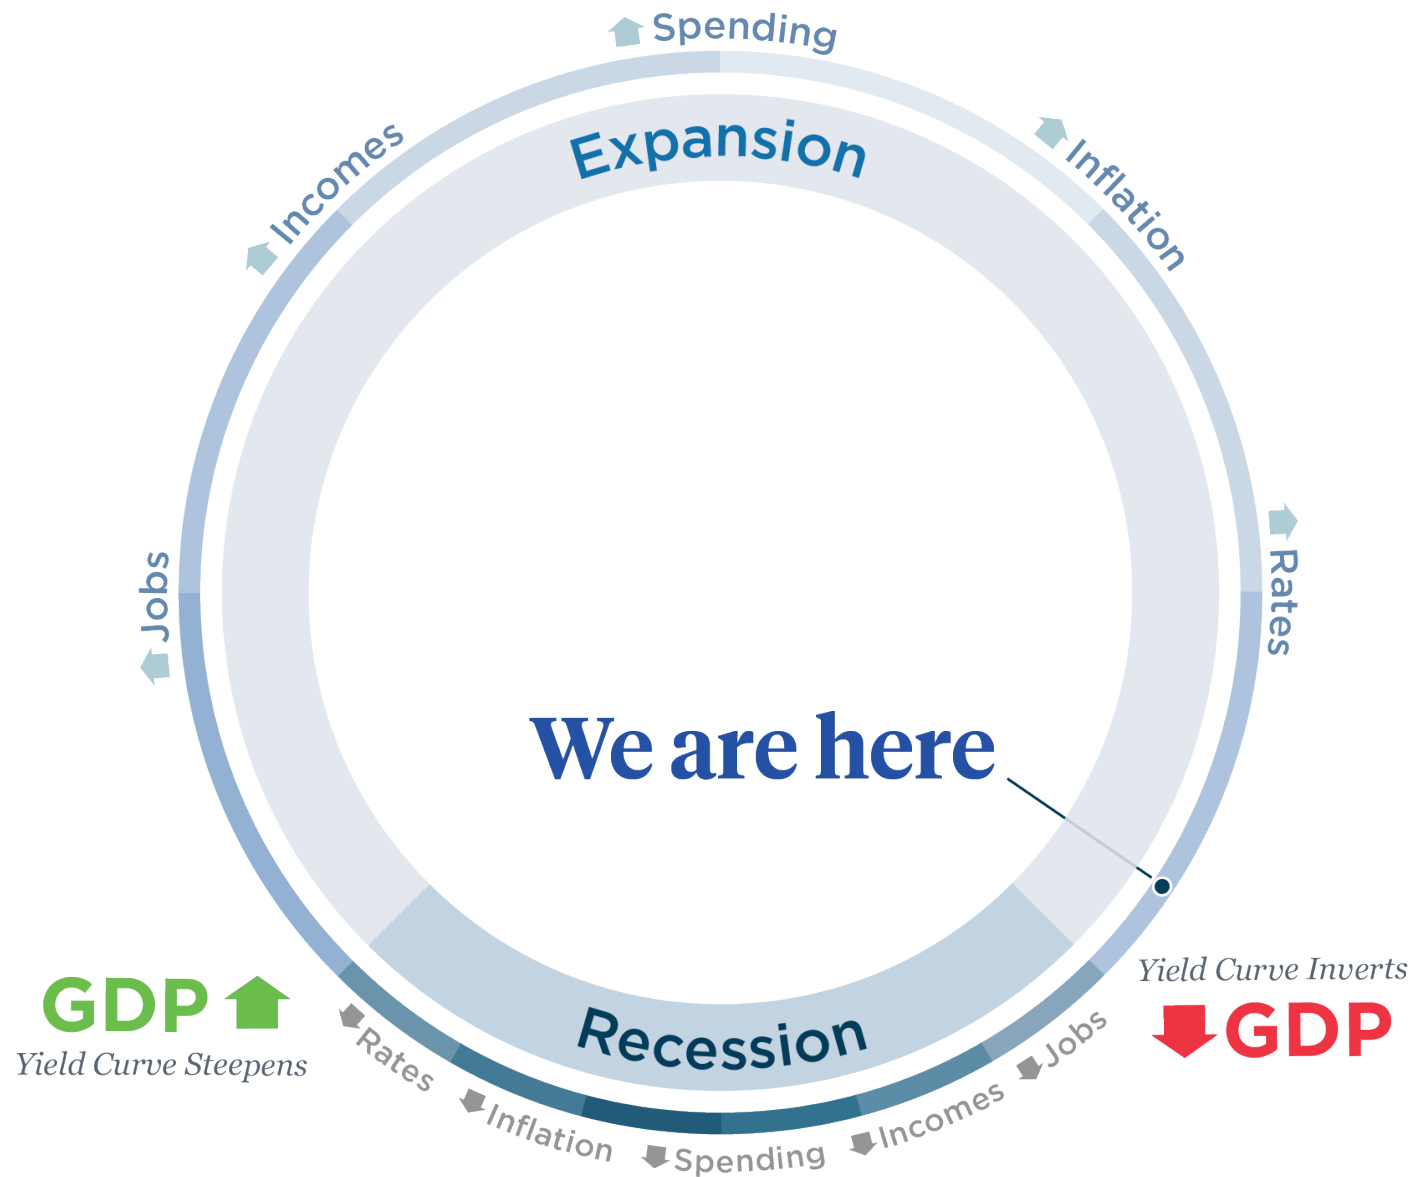 Spending
Expansion
Incomes
Inflation
Jobs
Rates
We are here
Yield Curve Inverts
GDP
GDP
Yield Curve Steepens
Recession
Rates
Inflation
Spending
Incomes
Jobs